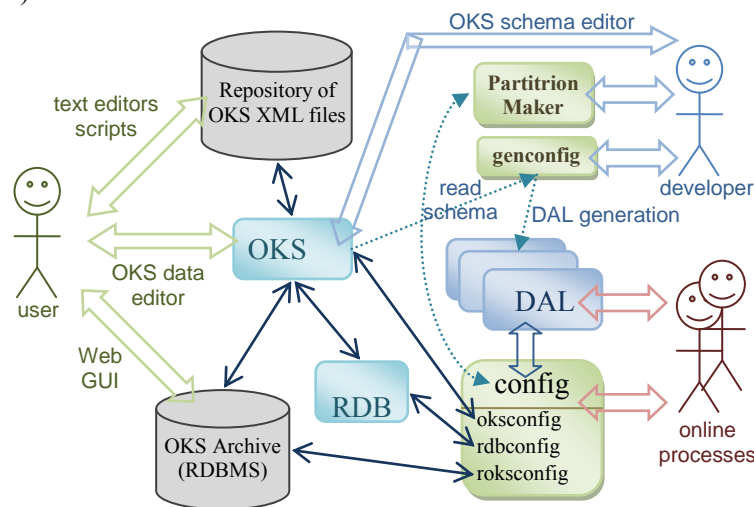 )
OKS schema editor
Repository of
OKS XML files
text editors
scripts
Partitrion
Maker
genconfig
developer
read
schema
DAL generation
OKS
OKS data
editor
user
DAL
Web
GUI
RDB
config
oksconfig
rdbconfig
roksconfig
OKS Archive
(RDBMS)
online
processes